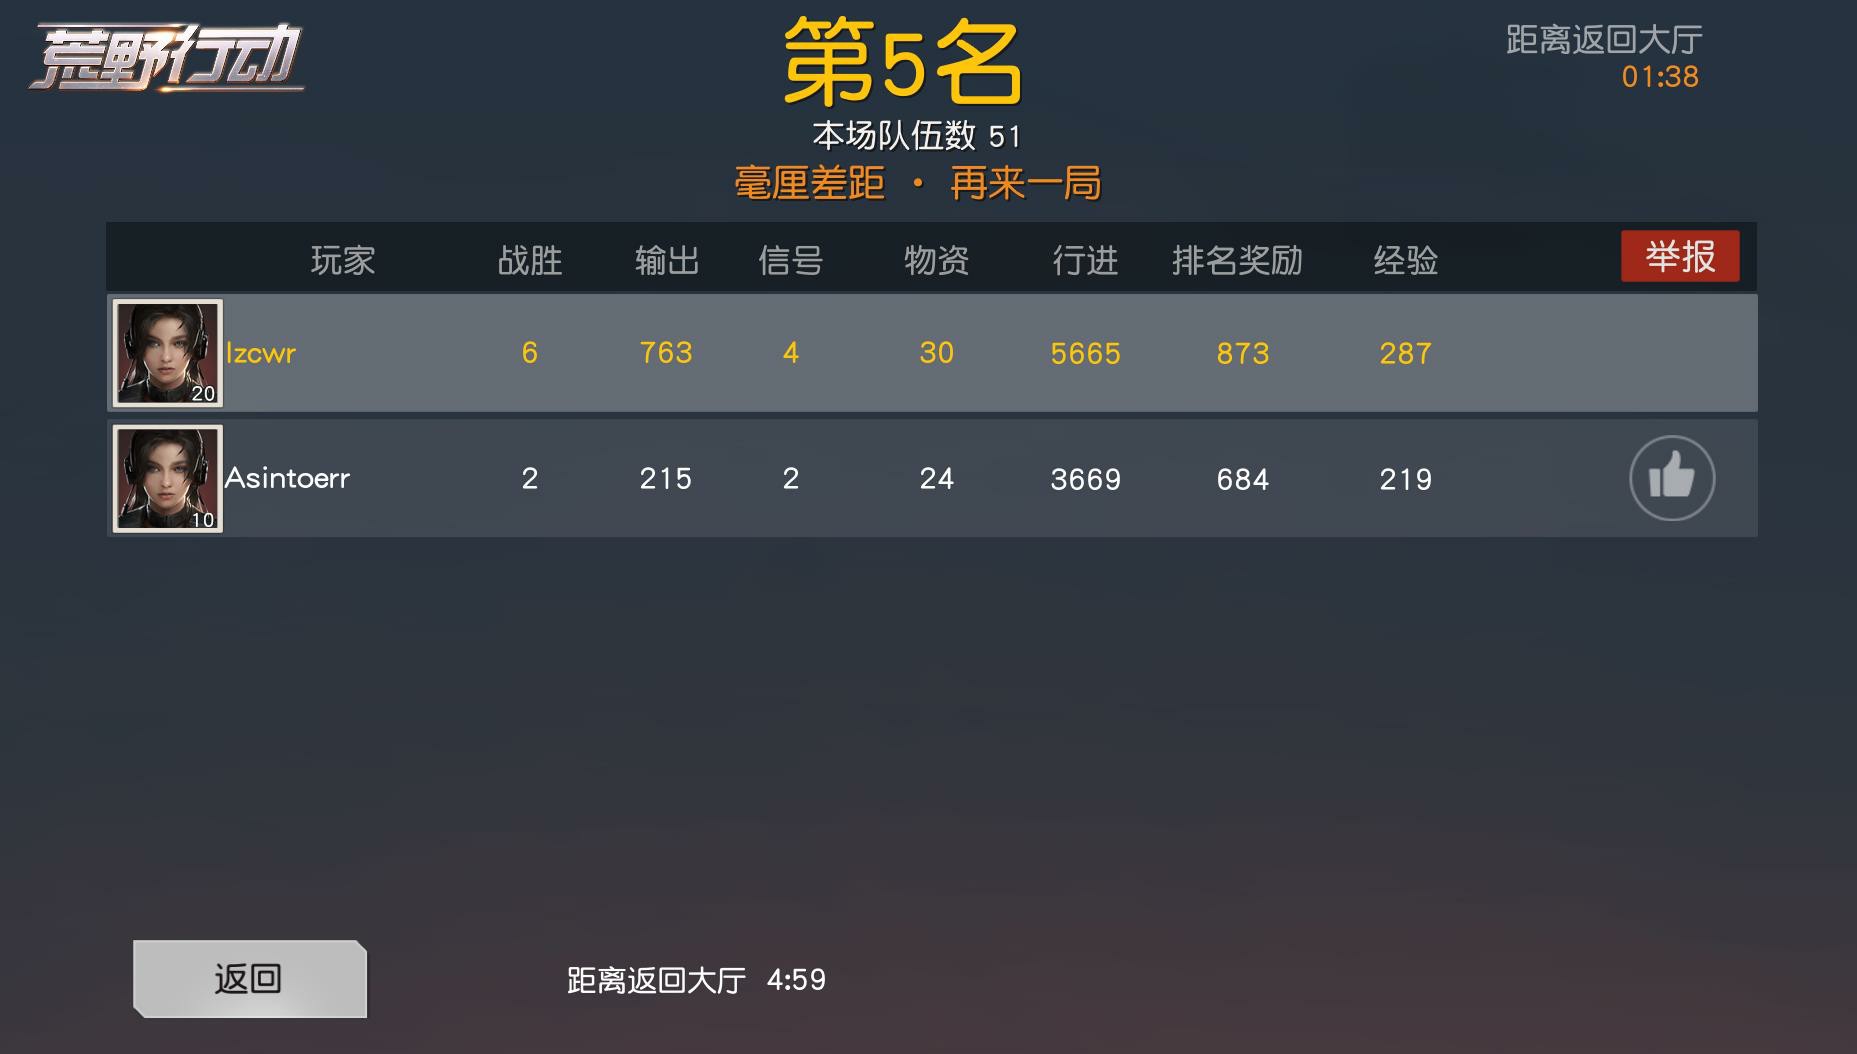 荒野行动
第5名
距离返回大厅
01:38
本场队伍数 51
毫厘差距 · 再来一局
玩家 战胜 输出 信号 物资 行进 排名奖励 经验 举报
20 lzcwr 6 763 4 30 5665 873 287
10 Asintoerr 2 215 2 24 3669 684 219
返回 距离返回大厅 4:59